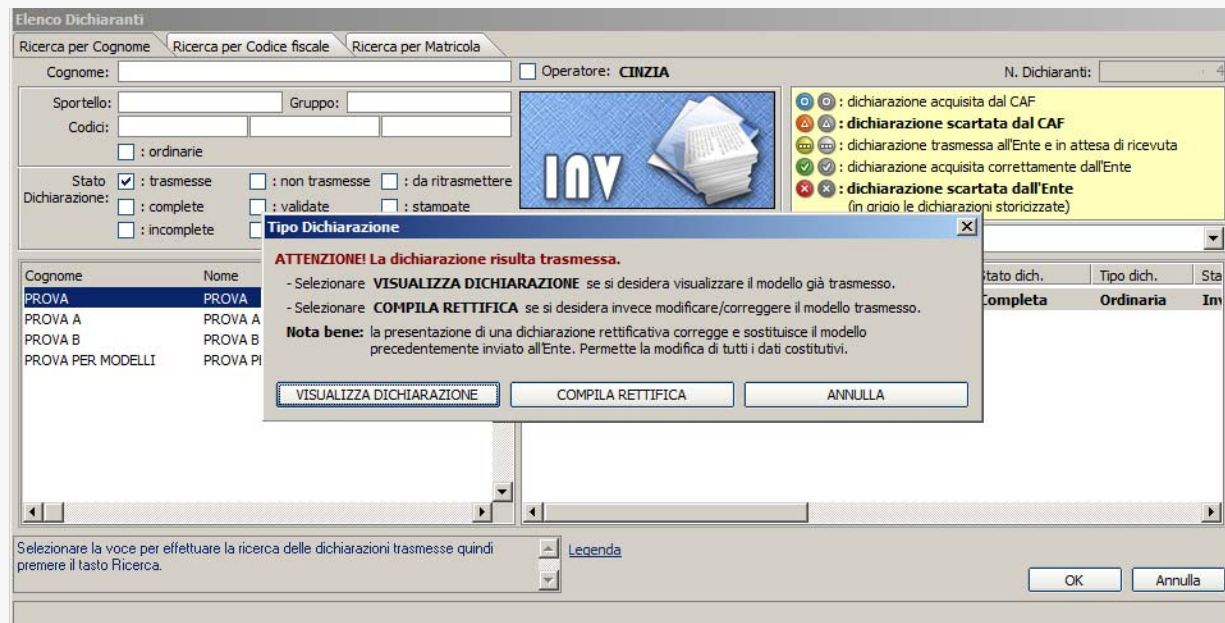 Elenco Dichiaranti
Ricerca per Cognome Ricerca per Codice fiscale Ricerca per Matricola
Cognome: Operatore: CINZIA N. Dichiaranti: 4
Sportello: Gruppo:
Codici:
: ordinarie
Stato Dichiarazione:
: trasmesse : non trasmesse : da ritrasmettere
: complete : validate : stampate
: incomplete
INV
: dichiarazione acquisita dal CAF
: dichiarazione scartata dal CAF
: dichiarazione trasmessa all'Ente e in attesa di ricevuta
: dichiarazione acquisita correttamente dall'Ente
: dichiarazione scartata dall'Ente
(in grigio le dichiarazioni storicizzate)
Tipo Dichiarazione
ATTENZIONE! La dichiarazione risulta trasmessa.
- Selezionare VISUALIZZA DICHIARAZIONE se si desidera visualizzare il modello già trasmesso.
- Selezionare COMPILA RETTIFICA se si desidera invece modificare/correggere il modello trasmesso.
Nota bene: la presentazione di una dichiarazione rettificativa corregge e sostituisce il modello
precedentemente inviato all'Ente. Permette la modifica di tutti i dati costitutivi.
VISUALIZZA DICHIARAZIONE COMPILA RETTIFICA ANNULLA
Cognome Nome
PROVA PROVA
PROVA A PROVA A
PROVA B PROVA B
PROVA PER MODELLI PROVA
Stato dich. Tipo dich. Sta
Completa Ordinaria
Selezionare la voce per effettuare la ricerca delle dichiarazioni trasmesse quindi
premere il tasto Ricerca.
Legenda
OK Annulla